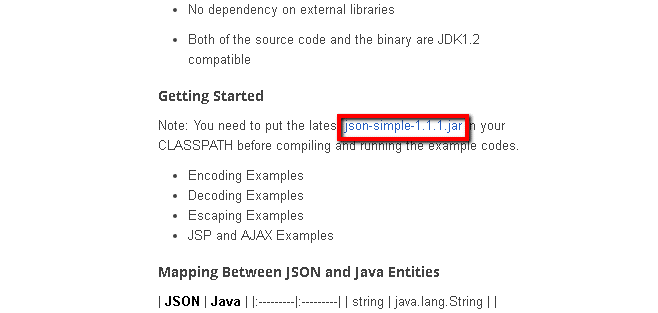 No dependency on external libraries
Both of the source code and the binary are JDK1.2
compatible
Getting Started
Note: You need to put the lates json-simple-1.1.1.jar n your
CLASSPATH before compiling and running the example codes.
Encoding Examples
Decoding Examples
Escaping Examples
JSP and AJAX Examples
Mapping Between JSON and Java Entities
| JSON | Java | |:---------|:---------| | string | java.lang.String | |